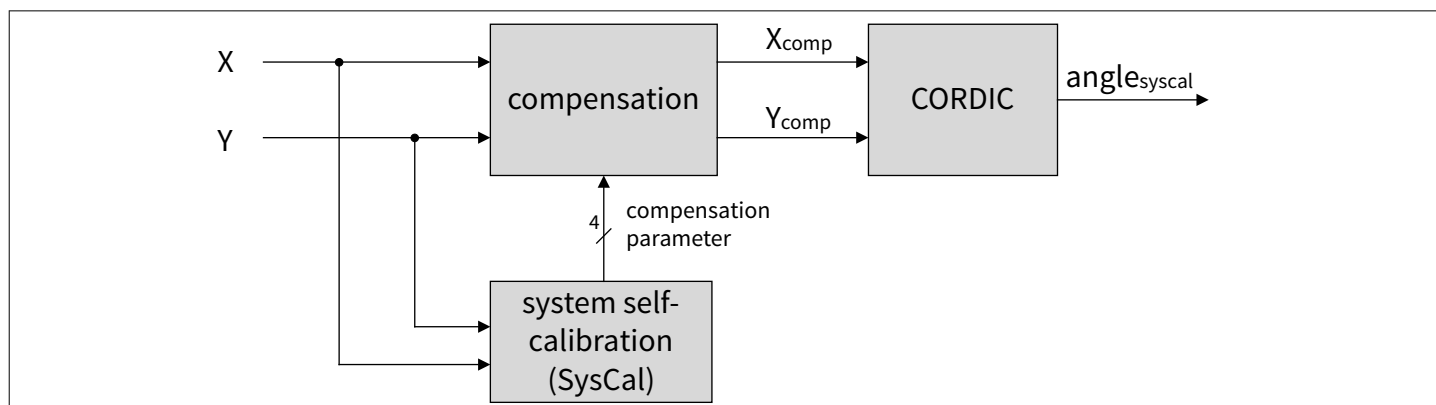 X
Y
compensation
Xcomp
Ycomp
CORDIC
anglesyscal
4
compensation
parameter
system self-
calibration
(SysCal)